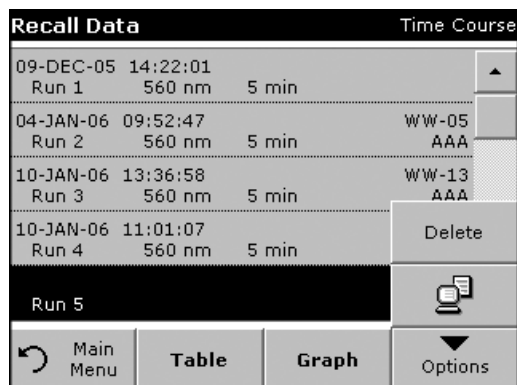 Recall Data Time Course
09-DEC-05 14:22:01
Run 1 560 nm 5 min
04-JAN-06 09:52:47 WW-05
Run 2 560 nm 5 min AAA
10-JAN-06 13:36:58 WW-13
Run 3 560 nm 5 min AAA
10-JAN-06 11:01:07
Run 4 560 nm 5 min
Delete
Run 5
Main Menu Table Graph Options